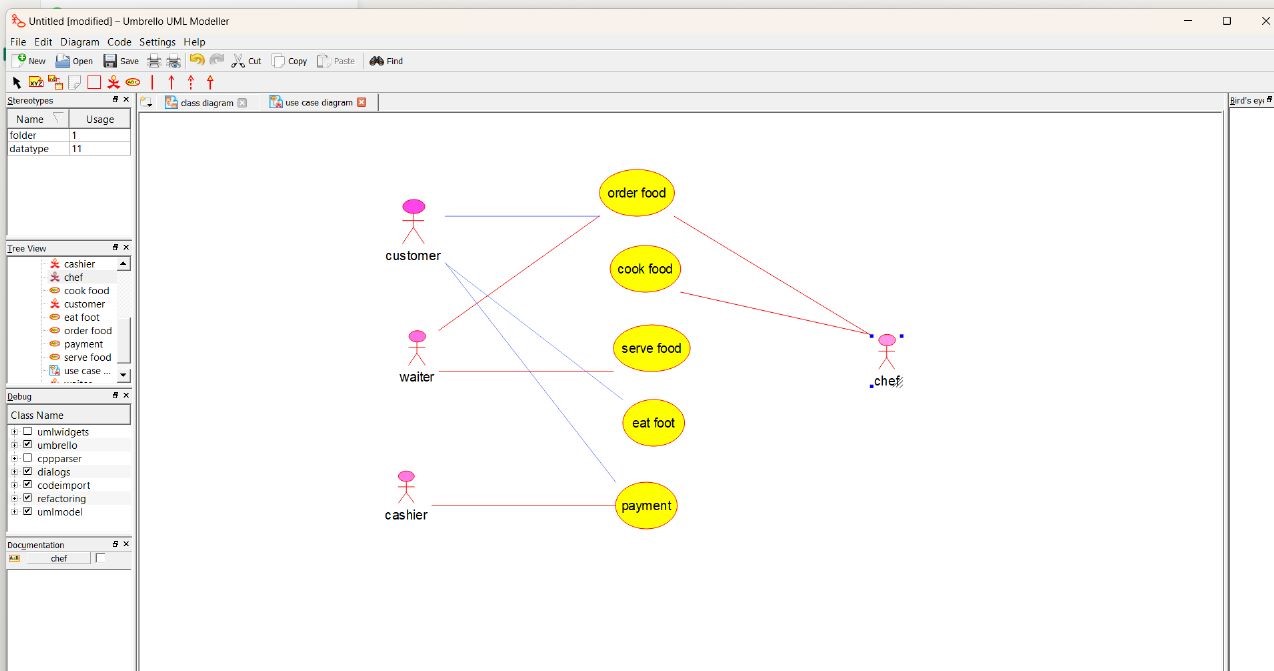 Untitled [modified] – Umbrello UML Modeller
File Edit Diagram Code Settings Help
New Open Save Cut Copy Paste Find
Stereotypes
class diagram use case diagram
Bird's ey
Name Usage
folder 1
datatype 11
Tree View
cashier
chef
cook food
customer
eat foot
order food
payment
serve food
use case ...
Debug
Class Name
umlwidgets
umbrello
cppparser
dialogs
codeimport
refactoring
umlmodel
Documentation
chef
order food
customer
cook food
waiter
serve food
chef
eat foot
cashier
payment